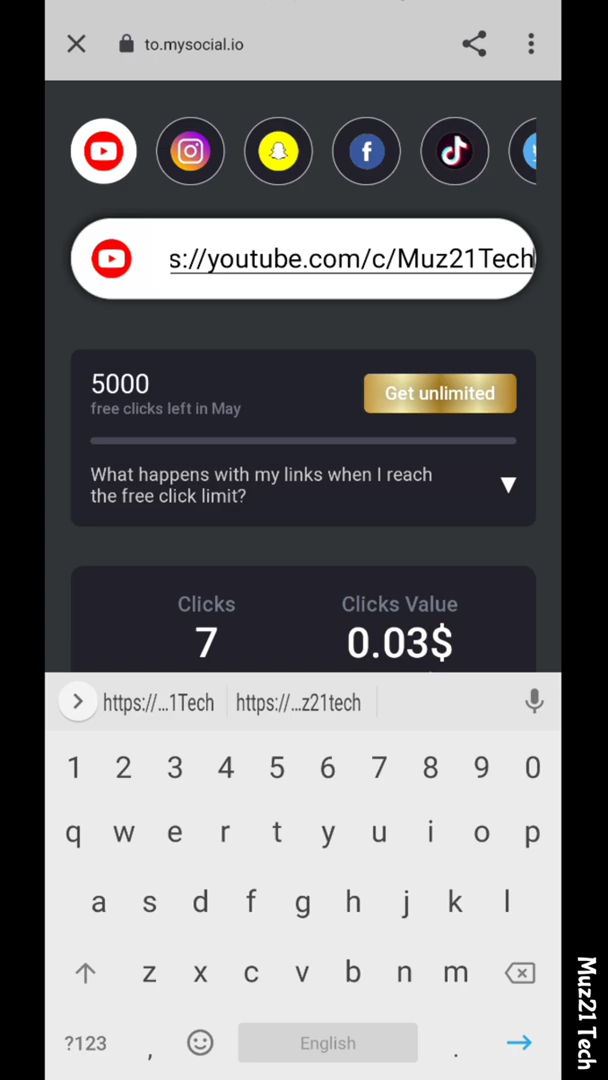 to.mysocial.io
s://youtube.com/c/Muz21Tech
5000
free clicks left in May
Get unlimited
What happens with my links when I reach
the free click limit?
Clicks
Clicks Value
7
0.03$
https://...1Tech
https://...z21tech
1 2 3 4 5 6 7 8 9 0
q w e r t y u i o p
a s d f g h j k l
z x c v b n m
?123 , English .
Muz21Tech